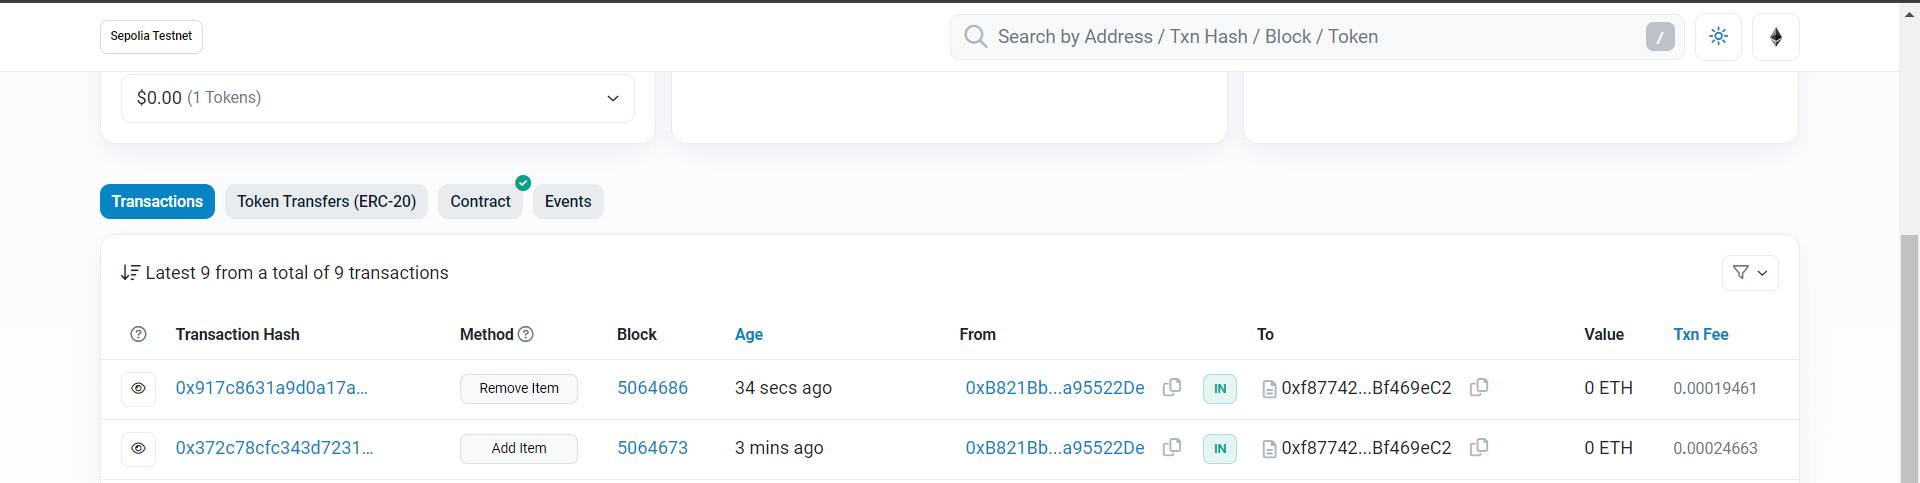 Sepolia Testnet
Search by Address / Txn Hash / Block / Token /
$0.00 (1 Tokens)
Transactions Token Transfers (ERC-20) Contract Events
Latest 9 from a total of 9 transactions
? Transaction Hash Method ? Block Age From To Value Txn Fee
0x917c8631a9d0a17a... Remove Item 5064686 34 secs ago 0xB821Bb...a95522De IN 0xf87742...Bf469eC2 0 ETH 0.00019461
0x372c78cfc343d7231... Add Item 5064673 3 mins ago 0xB821Bb...a95522De IN 0xf87742...Bf469eC2 0 ETH 0.00024663